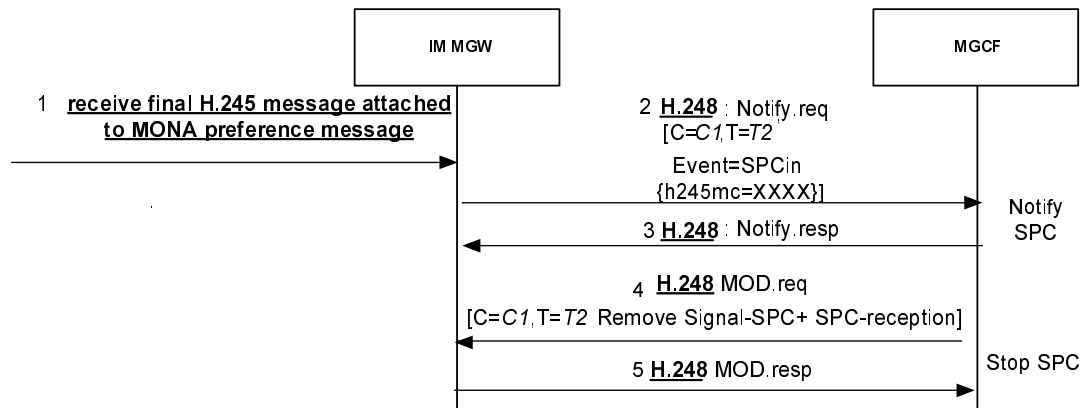 IM MGW
MGCF
1 receive final H.245 message attached
to MONA preference message
2 H.248 : Notify.req
[C=C1,T=T2
Event=SPCin
{h245mc=XXXX}]
Notify
SPC
3 H.248 : Notify.resp
4 H.248 MOD.req
[C=C1,T=T2 Remove Signal-SPC+ SPC-reception]
Stop SPC
5 H.248 MOD.resp